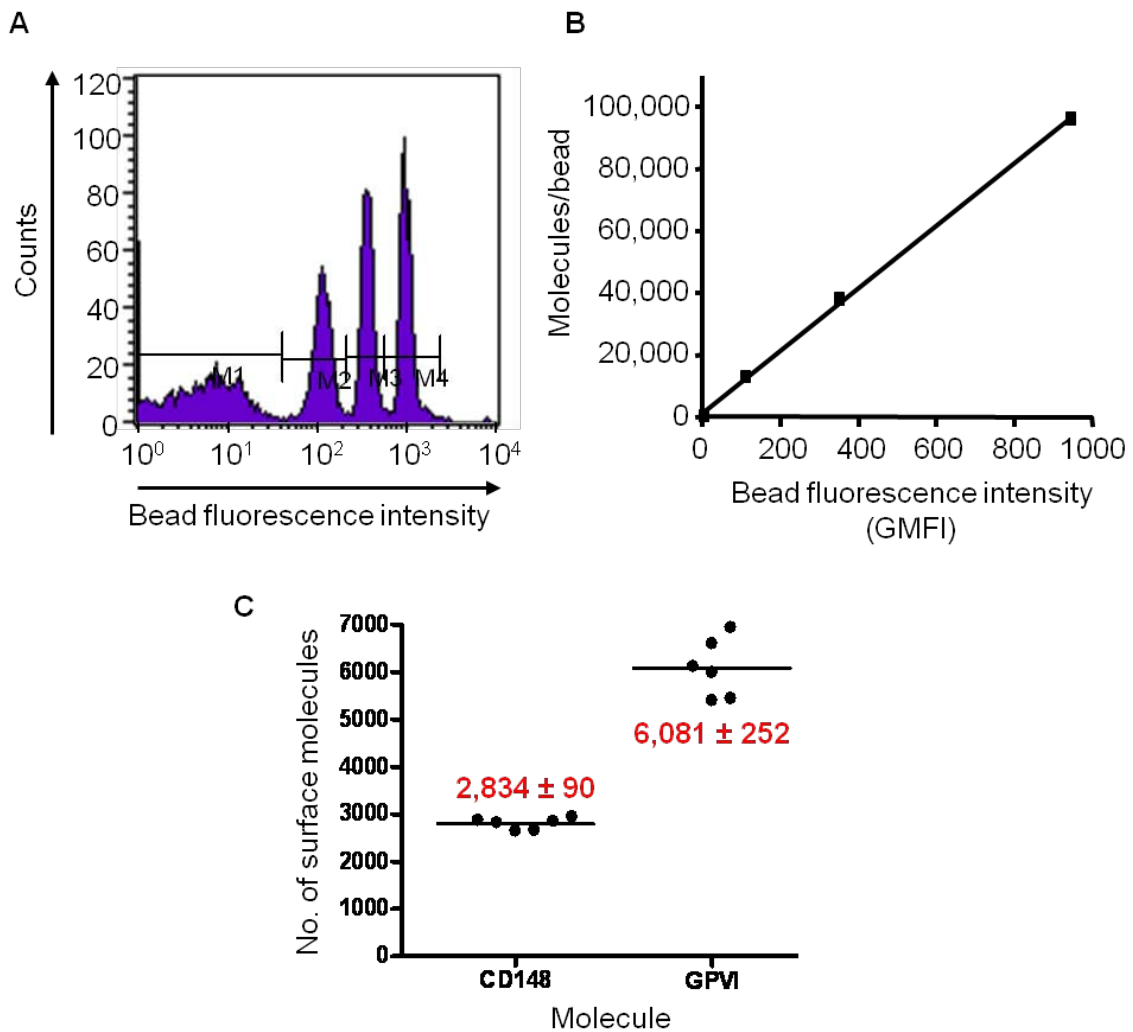 A
120
100
80
60
40
20
0
Counts
M1
M2
M3
M4
10⁰ 10¹ 10² 10³ 10⁴
Bead fluorescence intensity
B
100,000
80,000
60,000
40,000
20,000
0
Molecules/bead
0 200 400 600 800 1000
Bead fluorescence intensity
(GMFI)
C
7000
6000
5000
4000
3000
2000
1000
0
No. of surface molecules
2,834 ± 90
6,081 ± 252
CD148 GPVI
Molecule